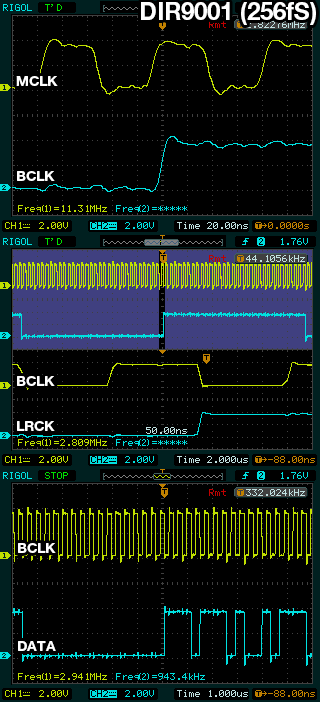 RIGOL T'D DIR9001 (256fS)
MCLK
BCLK
Freq(1)=11.31MHz Freq(2)=*****
CH1 2.00V CH2 2.00V Time 20.00ns T→0.0000s
RIGOL T'D 2 1.76V
Rmt 44.1056kHz
BCLK
LRCK
50.00ns
Freq(1)=2.809MHz Freq(2)=*****
CH1 2.00V CH2 2.00V Time 2.000us T→-88.00ns
RIGOL STOP 2 1.76V
Rmt 332.024kHz
BCLK
DATA
Freq(1)=2.941MHz Freq(2)=943.4kHz
CH1 2.00V CH2 2.00V Time 1.000us T→-88.00ns